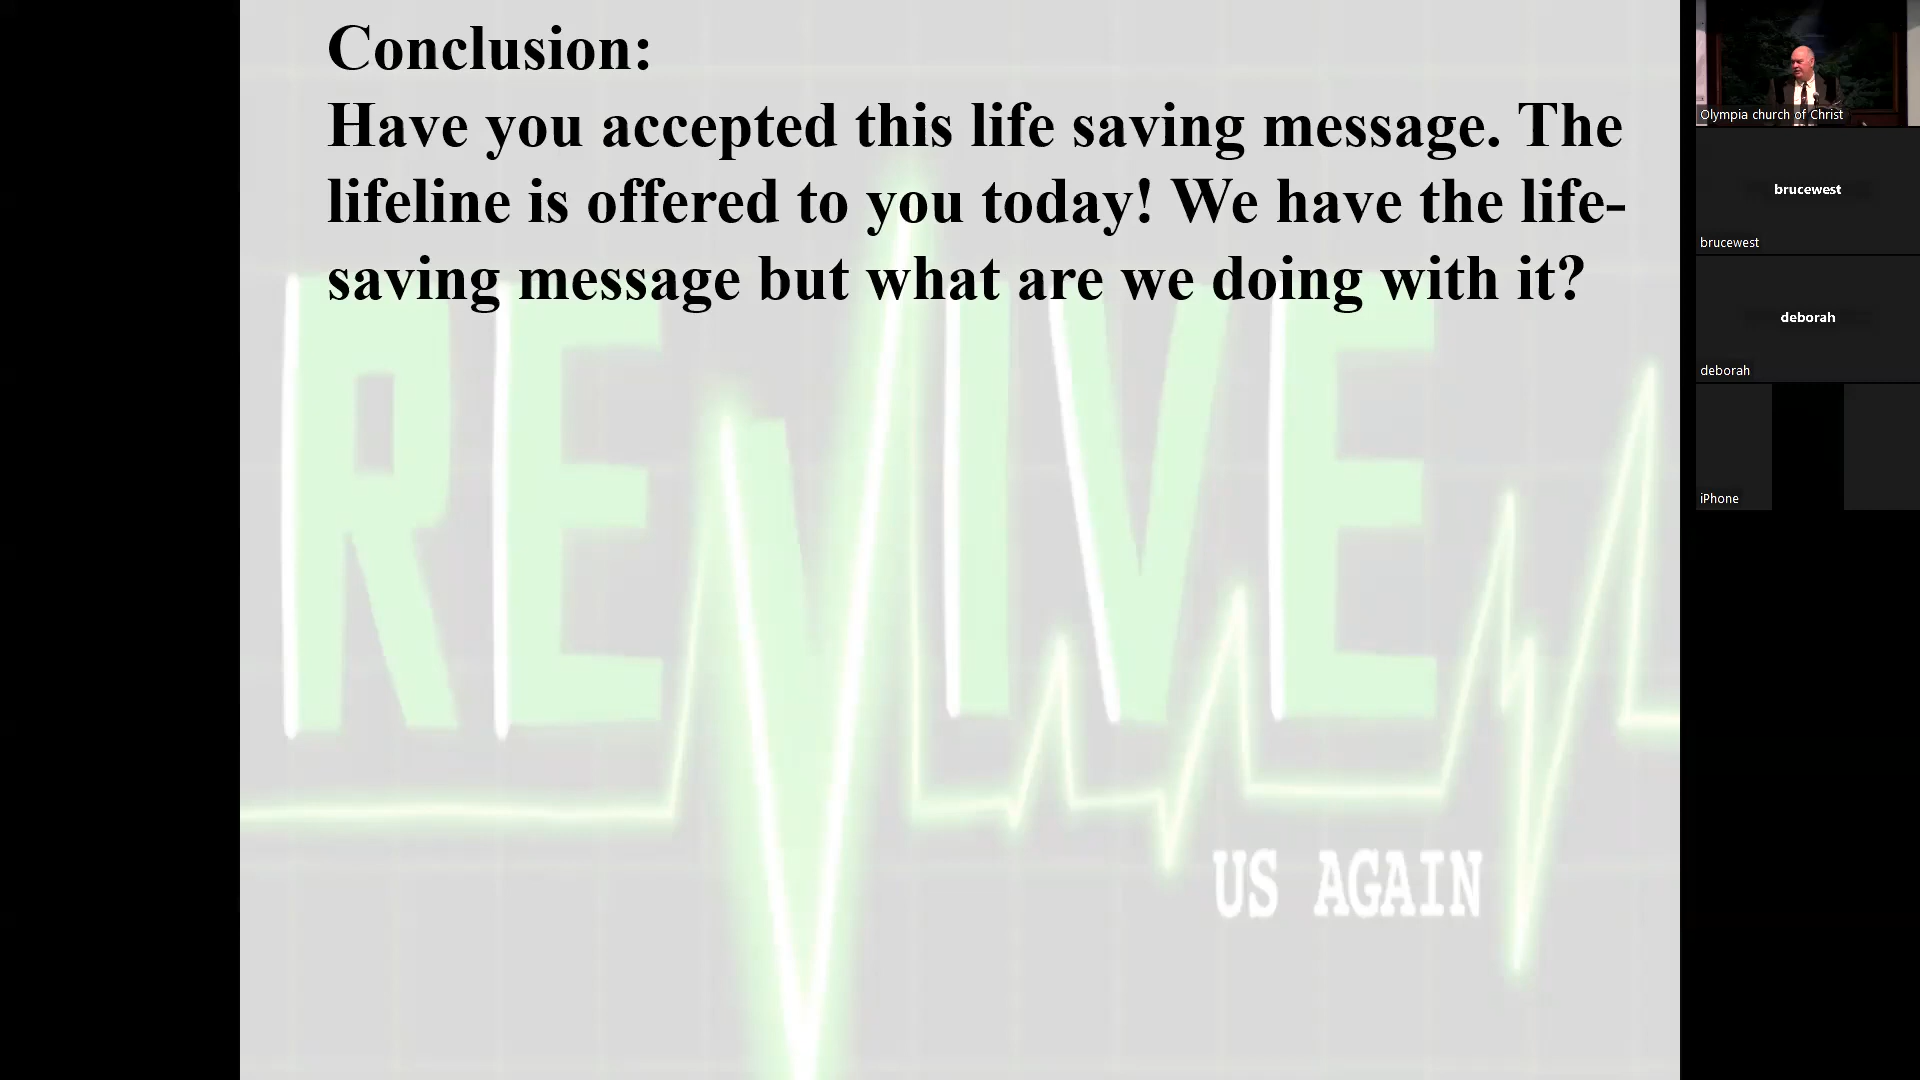 Conclusion:
Have you accepted this life saving message. The
lifeline is offered to you today! We have the life-
saving message but what are we doing with it?
REVIVE
US AGAIN
Olympia church of Christ
brucewest
brucewest
deborah
deborah
iPhone